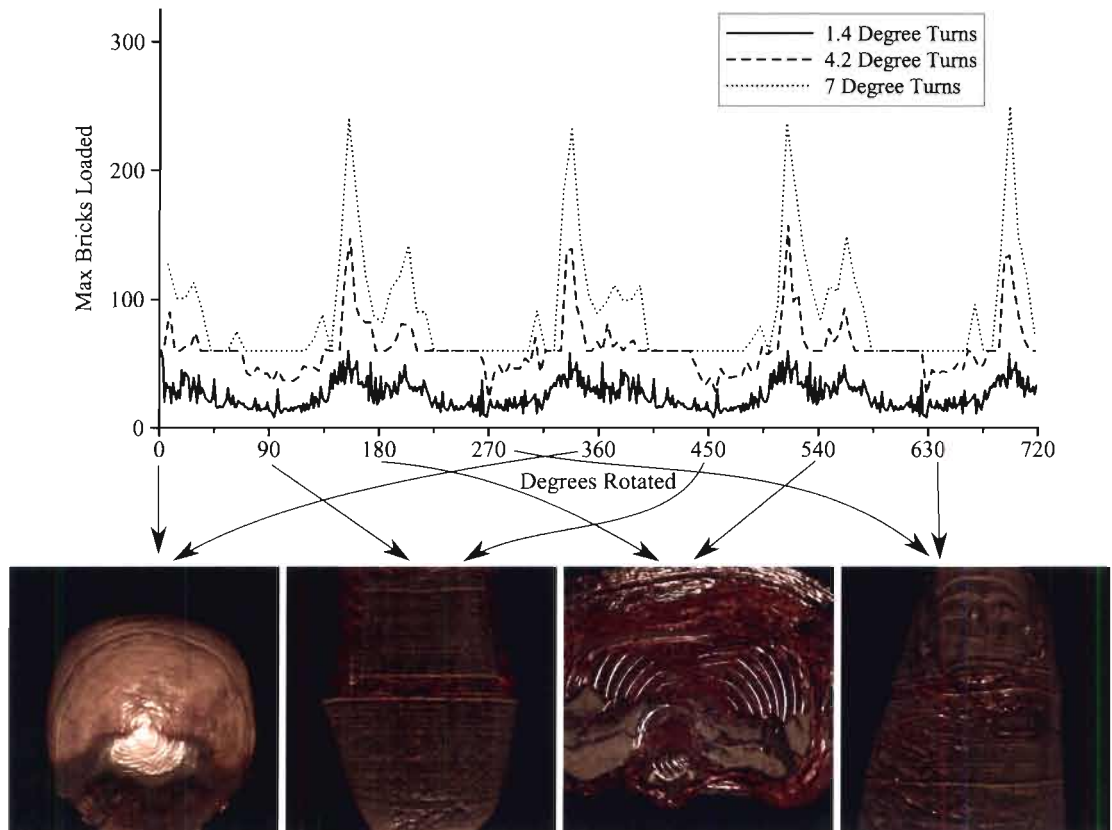 300
200
100
0
Max Bricks Loaded
1.4 Degree Turns
4.2 Degree Turns
7 Degree Turns
0 90 180 270 360 450 540 630 720
Degrees Rotated